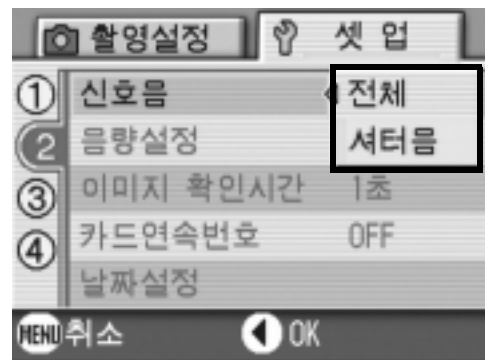 촬영설정 셋업
① 신호음 전체
② 음량설정 셔터음
③ 이미지 확인시간 1초
④ 카드연속번호 OFF
날짜설정
MENU 취소 OK